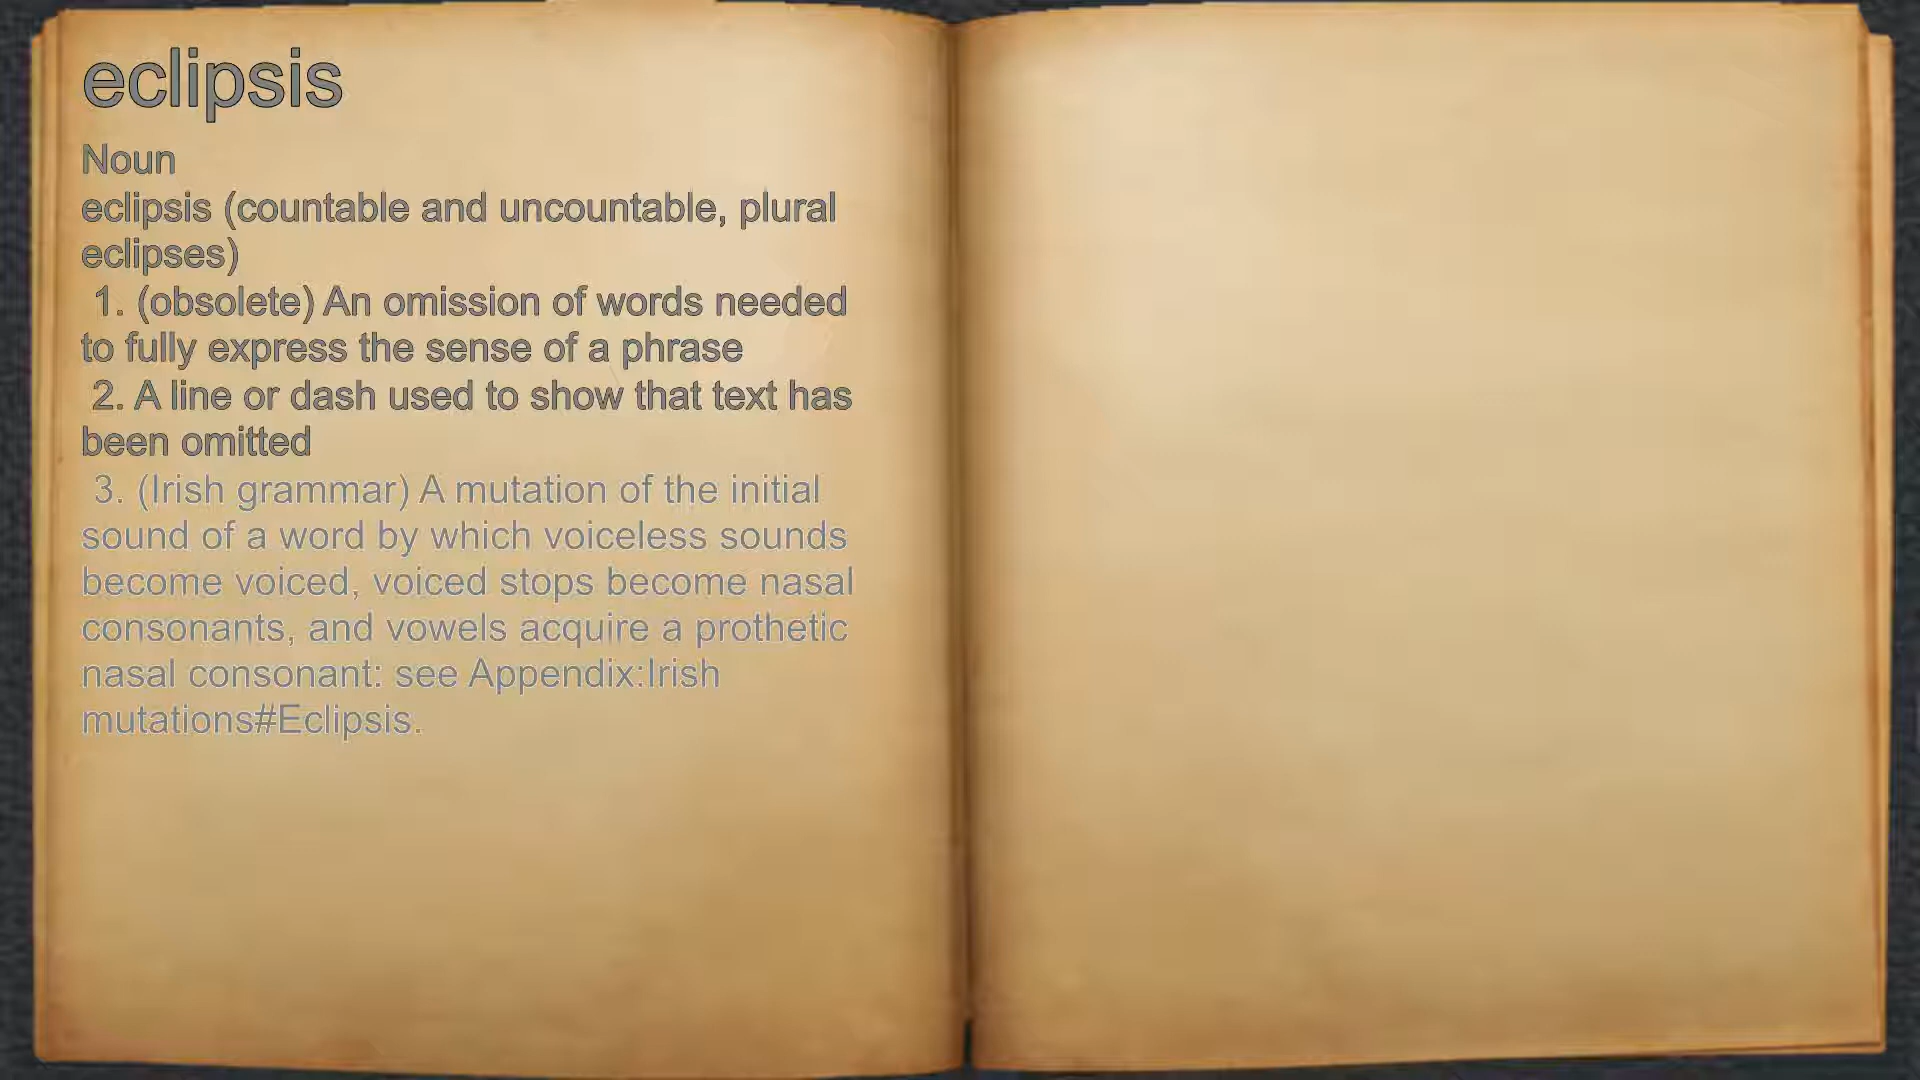 eclipsis
Noun
eclipsis (countable and uncountable, plural
eclipses)
1. (obsolete) An omission of words needed
to fully express the sense of a phrase
2. A line or dash used to show that text has
been omitted
3. (Irish grammar) A mutation of the initial
sound of a word by which voiceless sounds
become voiced, voiced stops become nasal
consonants, and vowels acquire a prothetic
nasal consonant: see Appendix:Irish
mutations#Eclipsis.